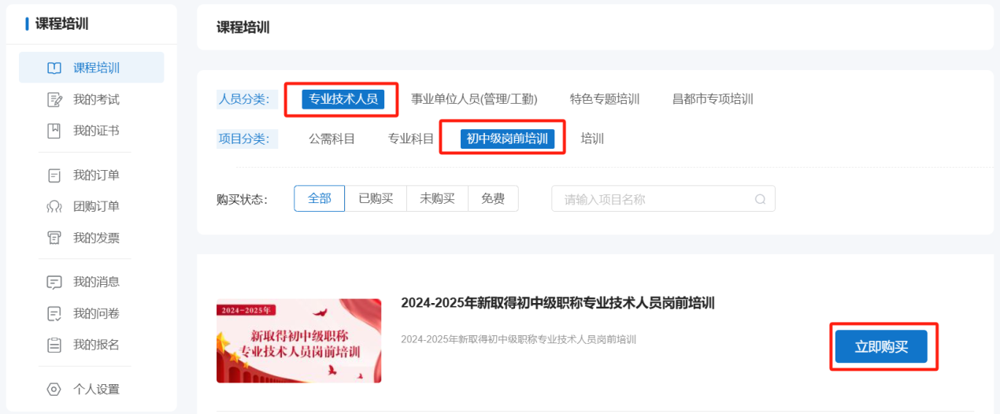 课程培训
课程培训
我的考试
我的证书
我的订单
团购订单
我的发票
我的消息
我的问卷
我的报名
个人设置
课程培训
人员分类： 专业技术人员 事业单位人员(管理/工勤) 特色专题培训 昌都市专项培训
项目分类： 公需科目 专业科目 初中级岗前培训 培训
购买状态： 全部 已购买 未购买 免费 请输入项目名称
2024-2025年
新取得初中级职称
专业技术人员岗前培训
2024-2025年新取得初中级职称专业技术人员岗前培训
2024-2025年新取得初中级职称专业技术人员岗前培训
立即购买